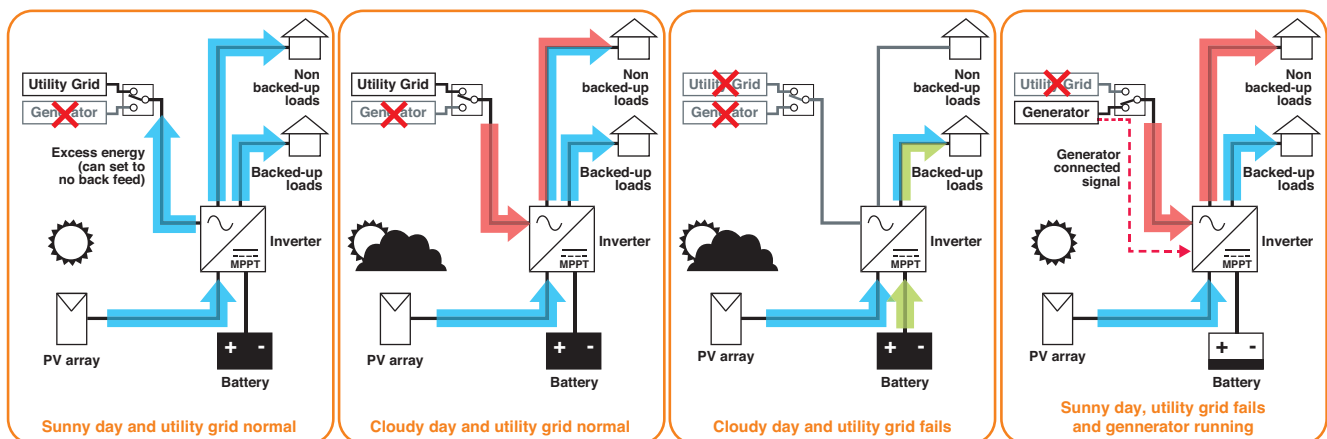 Utility Grid
Generator
Non
backed-up
loads
Excess energy
(can set to
no back feed)
Backed-up
loads
Inverter
MPPT
PV array
+ -
Battery
Sunny day and utility grid normal
Utility Grid
Generator
Non
backed-up
loads
Backed-up
loads
Inverter
MPPT
PV array
+ -
Battery
Cloudy day and utility grid normal
Utility Grid
Generator
Non
backed-up
loads
Backed-up
loads
Inverter
MPPT
PV array
+ -
Battery
Cloudy day and utility grid fails
Utility Grid
Generator
Non
backed-up
loads
Generator
connected
signal
Backed-up
loads
Inverter
MPPT
PV array
+ -
Battery
Sunny day, utility grid fails
and gennerator running